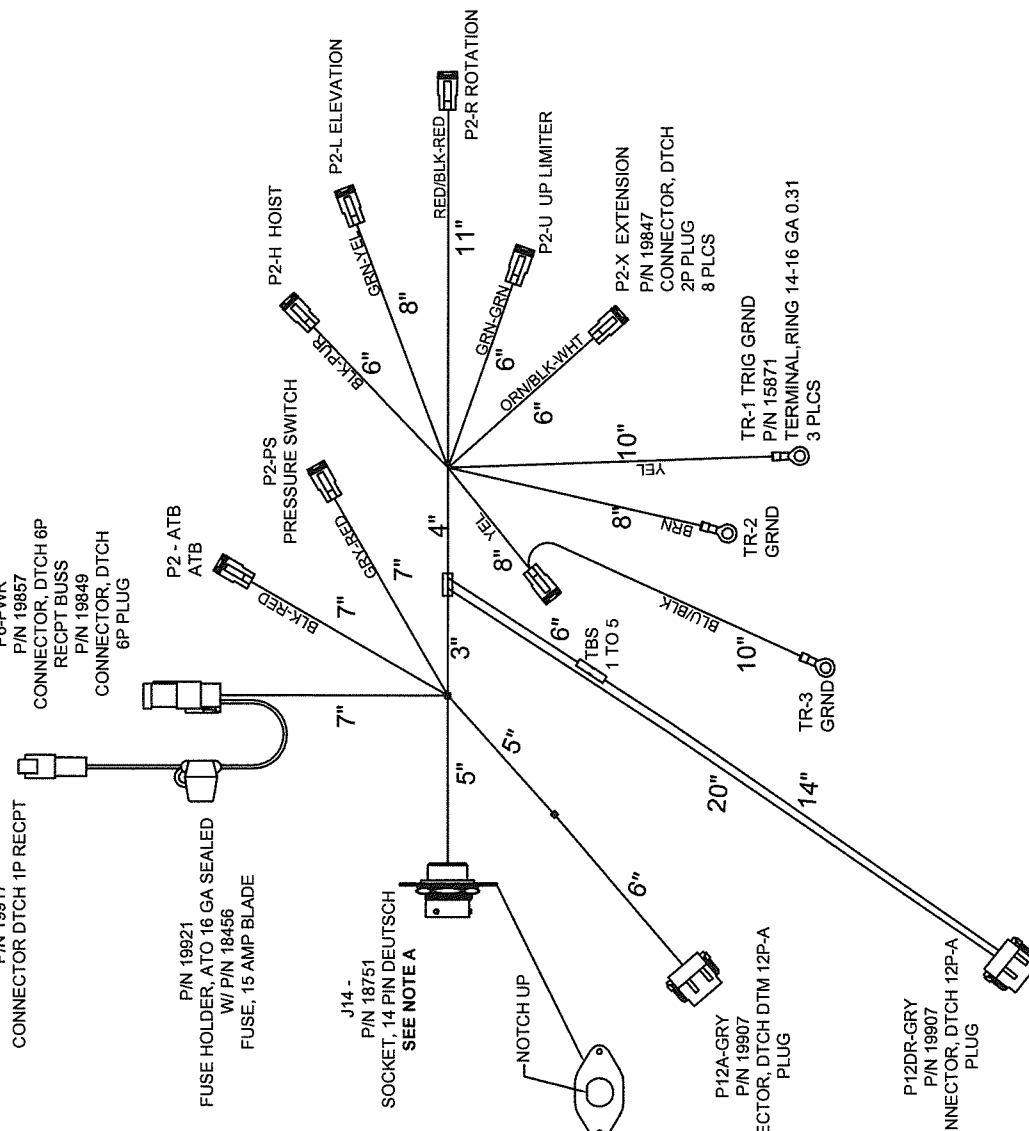 P/N 19857
CONNECTOR, DTCH 6P
RECPT BUSS
P/N 19849
CONNECTOR, DTCH
6P PLUG
CONNECTOR DTCH 1P RECPT
P/N 19921
FUSE HOLDER, ATO 16 GA SEALED
W/ P/N 18456
FUSE, 15 AMP BLADE
P2 - ATB
ATB
BLK-RED
7"
7"
P2-PS
PRESSURE SWITCH
GRY-RED
7"
P2-H HOIST
BLK-PUR
6"
P2-L ELEVATION
GRN-YEL
8"
P2-R ROTATION
RED/BLK-RED
11"
P2-U UP LIMITER
GRN-GRN
6"
P2-X EXTENSION
P/N 19847
CONNECTOR, DTCH
2P PLUG
8 PLCS
ORN/BLK-WHT
6"
TR-1 TRIG GRND
P/N 15871
TERMINAL,RING 14-16 GA 0.31
3 PLCS
YEL
10"
TR-2
GRND
BRN
8"
YEL
8"
BLU/BLK
10"
TR-3
GRND
4"
3"
5"
5"
6"
6"
TBS
1 TO 5
20"
14"
J14 -
P/N 18751
SOCKET, 14 PIN DEUTSCH
SEE NOTE A
NOTCH UP
P12A-GRY
P/N 19907
ECTOR, DTCH DTM 12P-A
PLUG
P12DR-GRY
P/N 19907
NNECTOR, DTCH 12P-A
PLUG